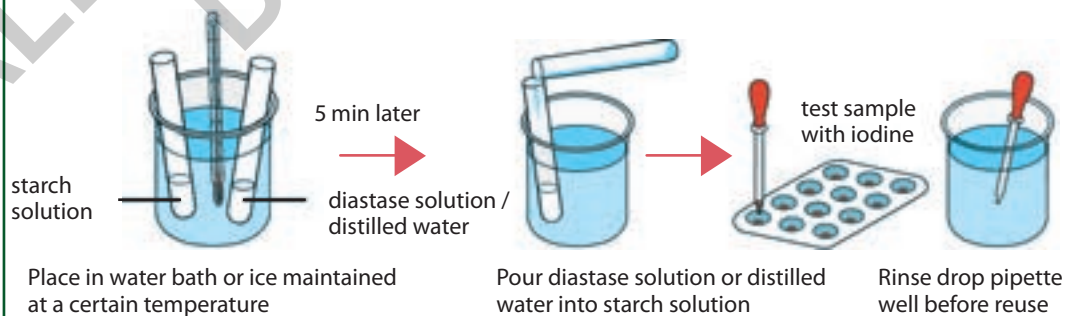 5 min later
test sample
with iodine
starch
solution
diastase solution /
distilled water
Place in water bath or ice maintained
at a certain temperature
Pour diastase solution or distilled
water into starch solution
Rinse drop pipette
well before reuse